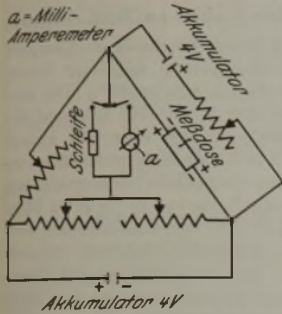 a = Milli-
Amperemeter
Akkumulator
4V
- +
Meßdose
- +
- +
Schleife
a
+ -
Akkumulator 4V